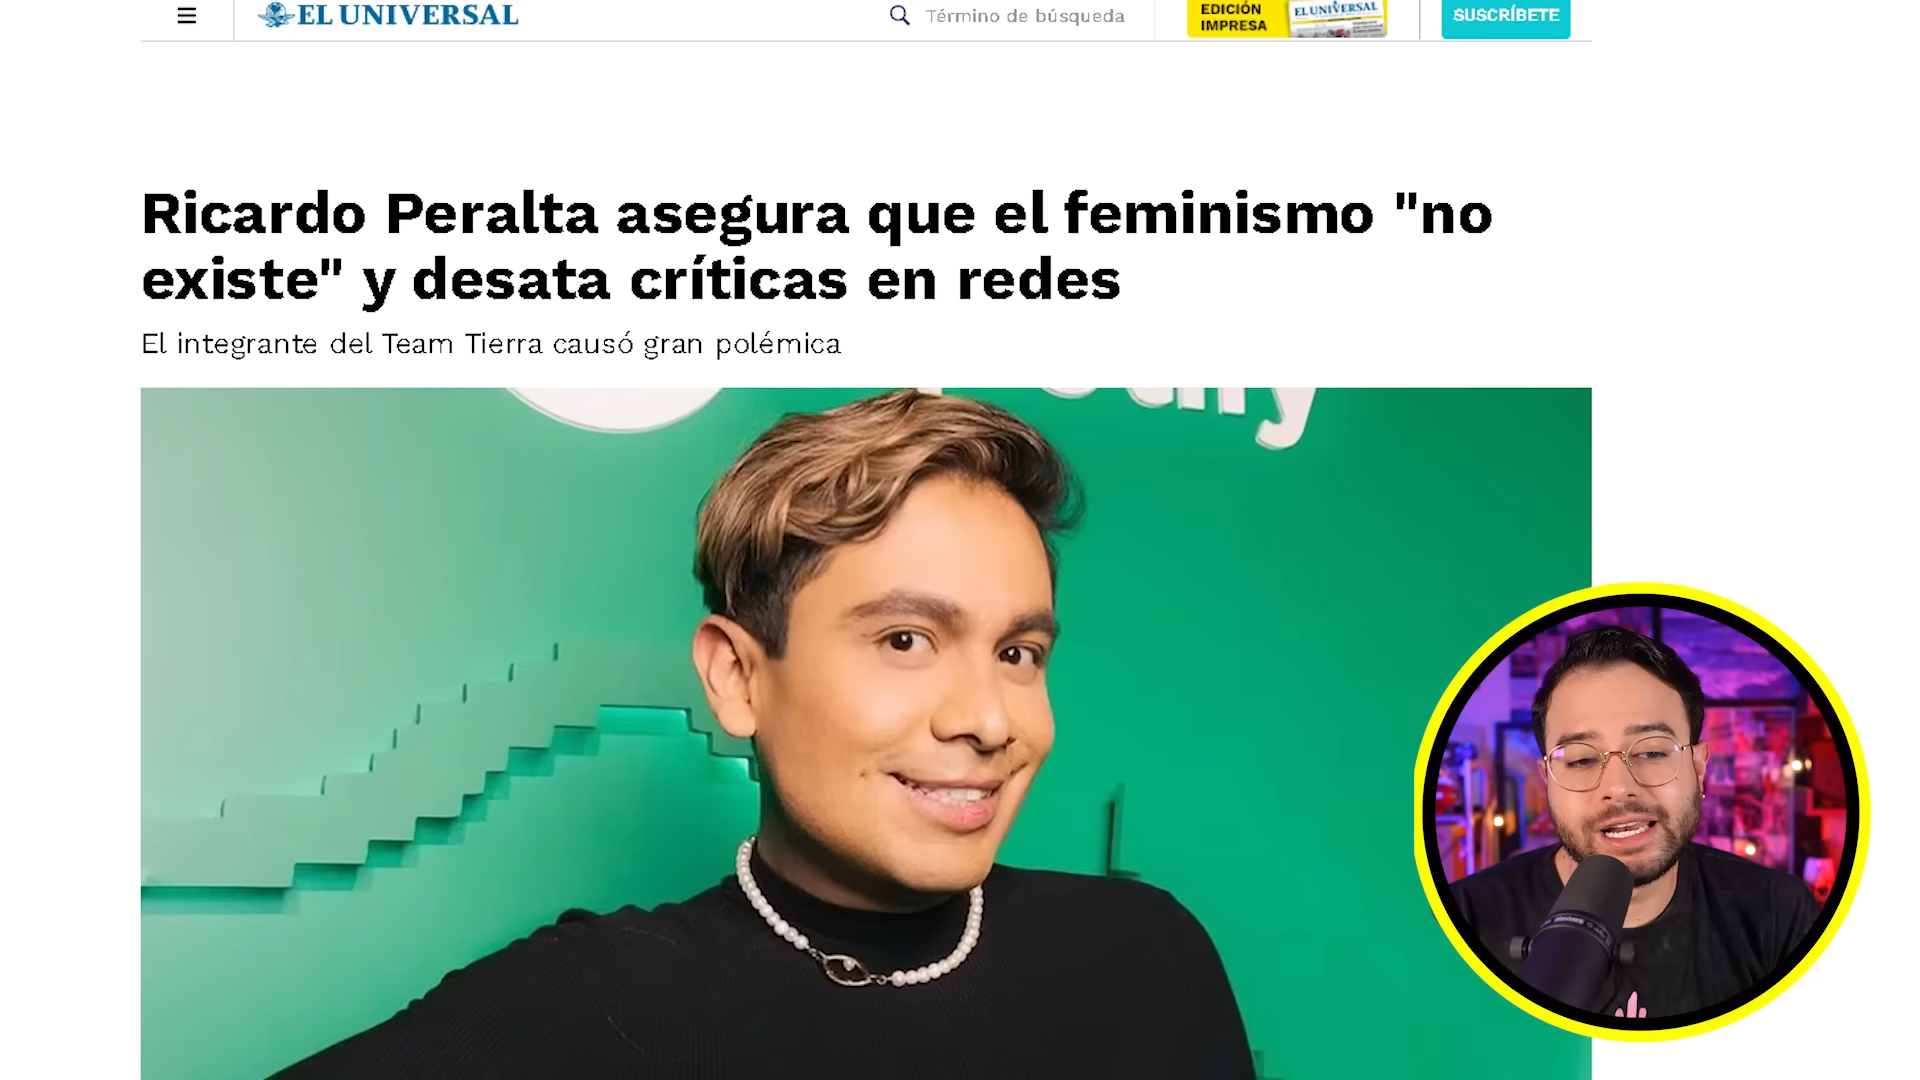 EL UNIVERSAL
Término de búsqueda
EDICIÓN
IMPRESA
EL UNIVERSAL
SUSCRÍBETE
Ricardo Peralta asegura que el feminismo "no
existe" y desata críticas en redes
El integrante del Team Tierra causó gran polémica